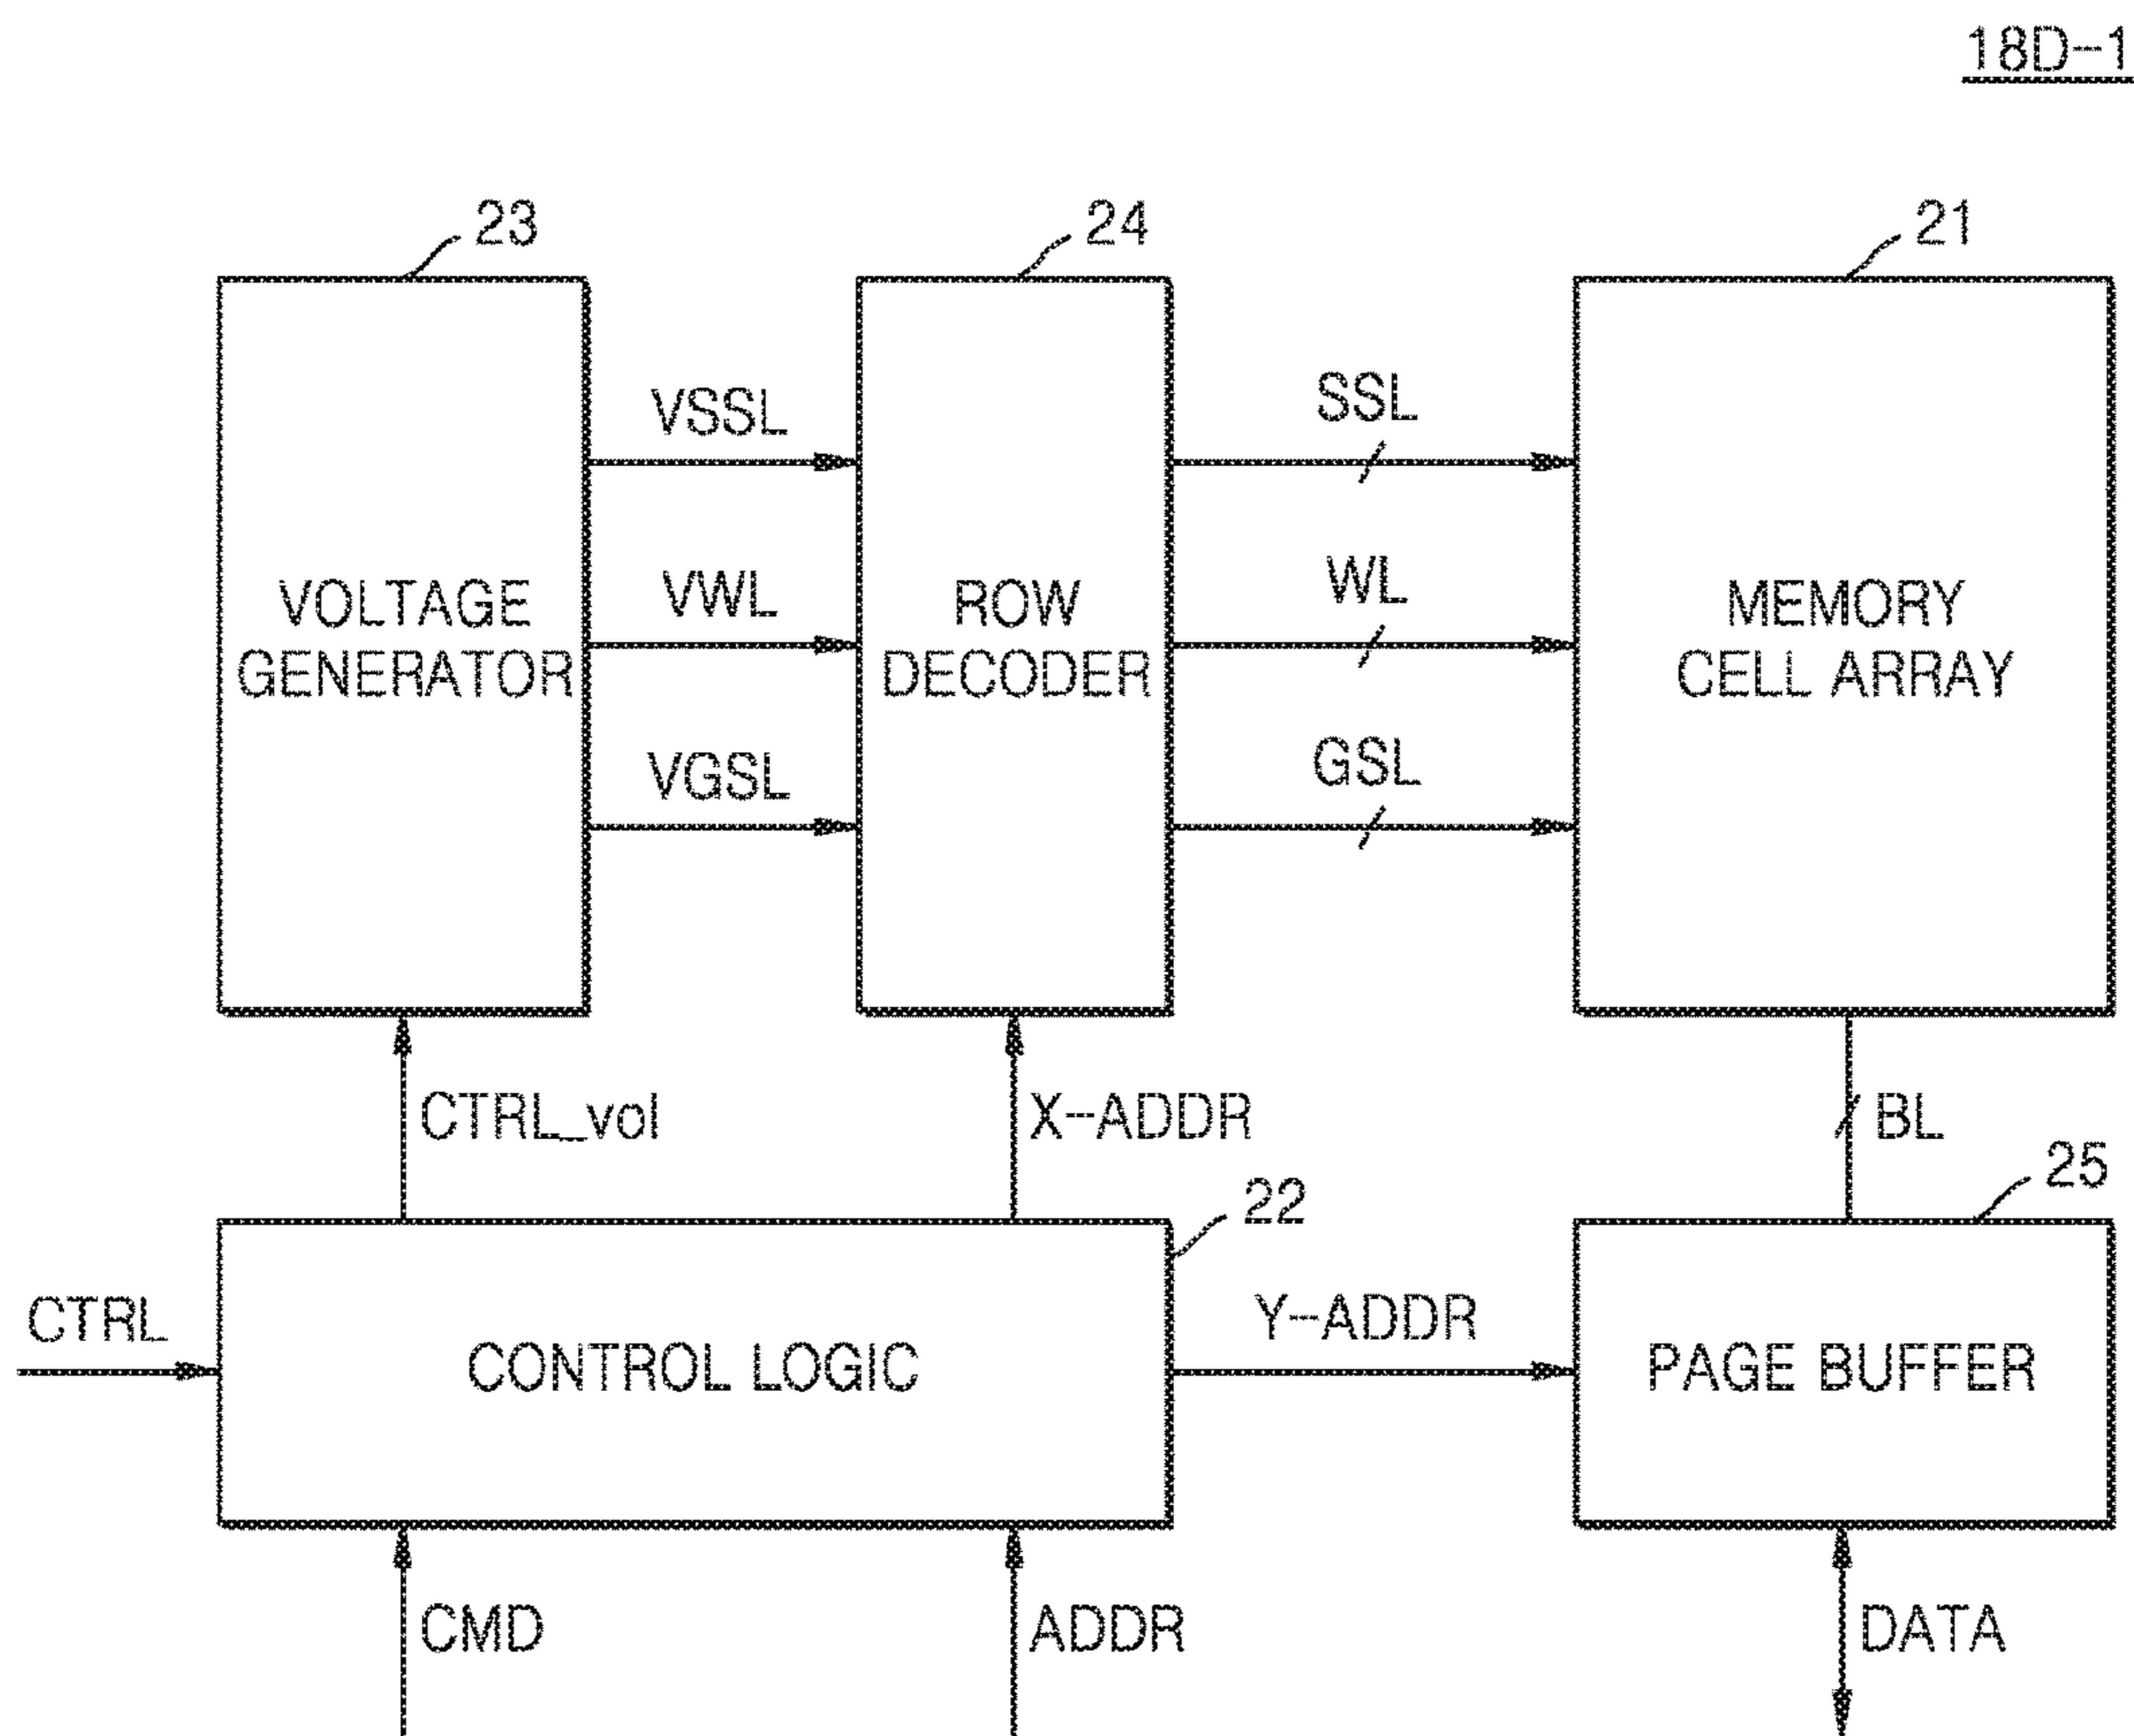 18D-1
23
24
21
VSSL
SSL
VOLTAGE
GENERATOR
VWL
ROW
DECODER
WL
MEMORY
CELL ARRAY
VGSL
GSL
CTRL_vol
X-ADDR
BL
25
22
CTRL
CONTROL LOGIC
Y-ADDR
PAGE BUFFER
CMD
ADDR
DATA